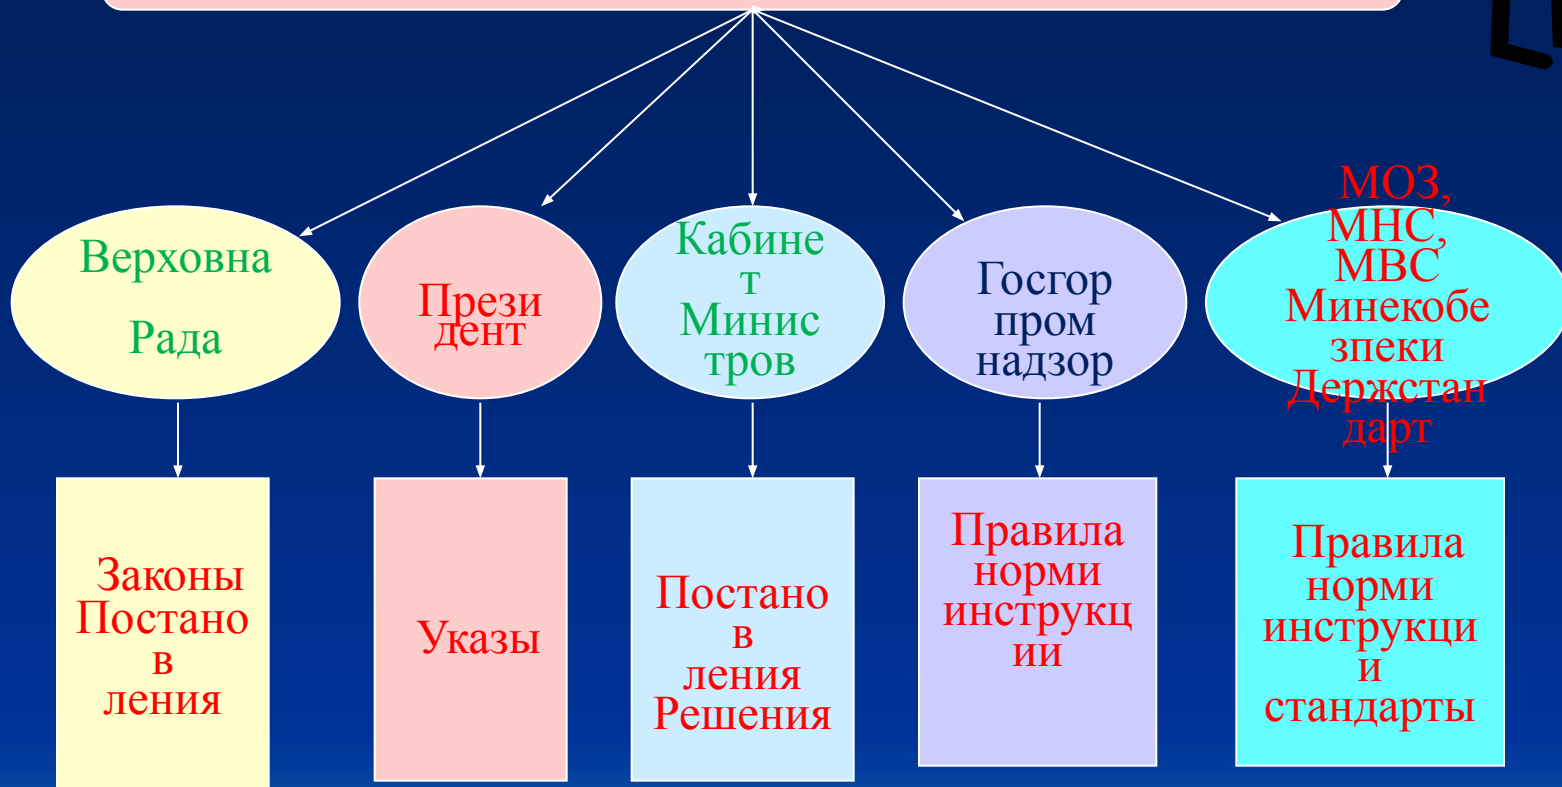 Верховна
Рада
Прези
дент
Кабине
т
Минис
тров
Госгор
пром
надзор
МОЗ,
МНС,
МВС
Минекобе
зпеки
Держстан
дарт
Законы
Постано
в
ления
Указы
Постано
в
ления
Решения
Правила
норми
инструкц
ии
Правила
норми
инструкци
и
стандарты